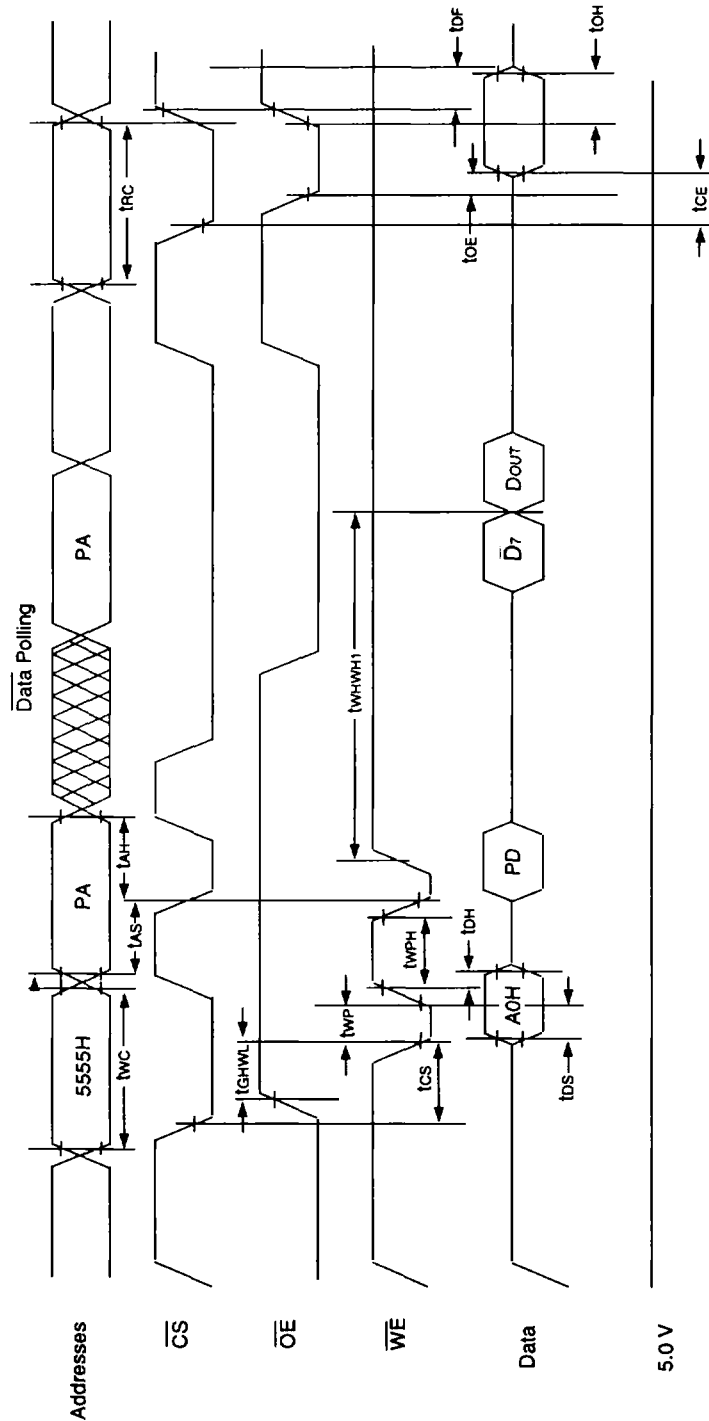 Data Polling
Addresses
5555H
PA
PA
tWC
tAS
tAH
tRC
CS
OE
tGHWL
WE
tWP
tCS
tWPH
tWHWH1
tDH
tOE
tDF
Data
A0H
PD
D7
DOUT
tDS
tOH
tCE
5.0 V